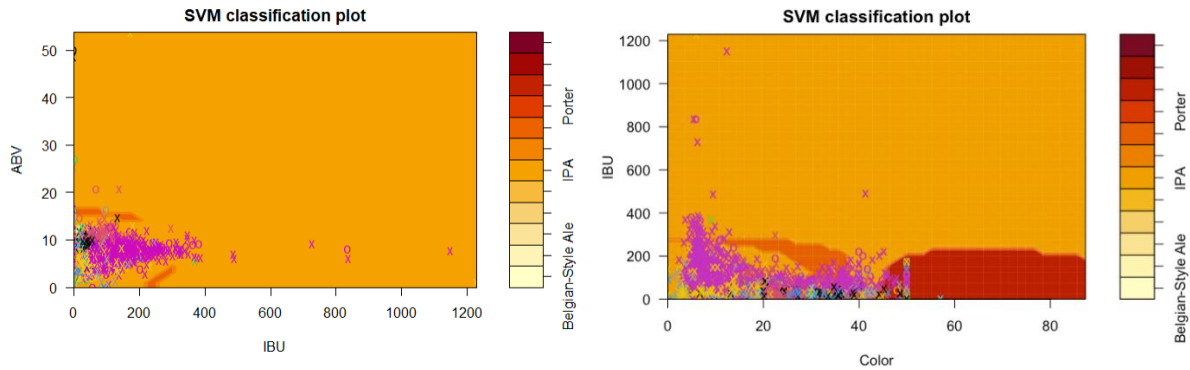 SVM classification plot
50
40
30
20
10
0
ABV
0 200 400 600 800 1000 1200
IBU
Porter
IPA
Belgian-Style Ale
SVM classification plot
1200
1000
800
600
400
200
0
IBU
0 20 40 60 80
Color
Porter
IPA
Belgian-Style Ale